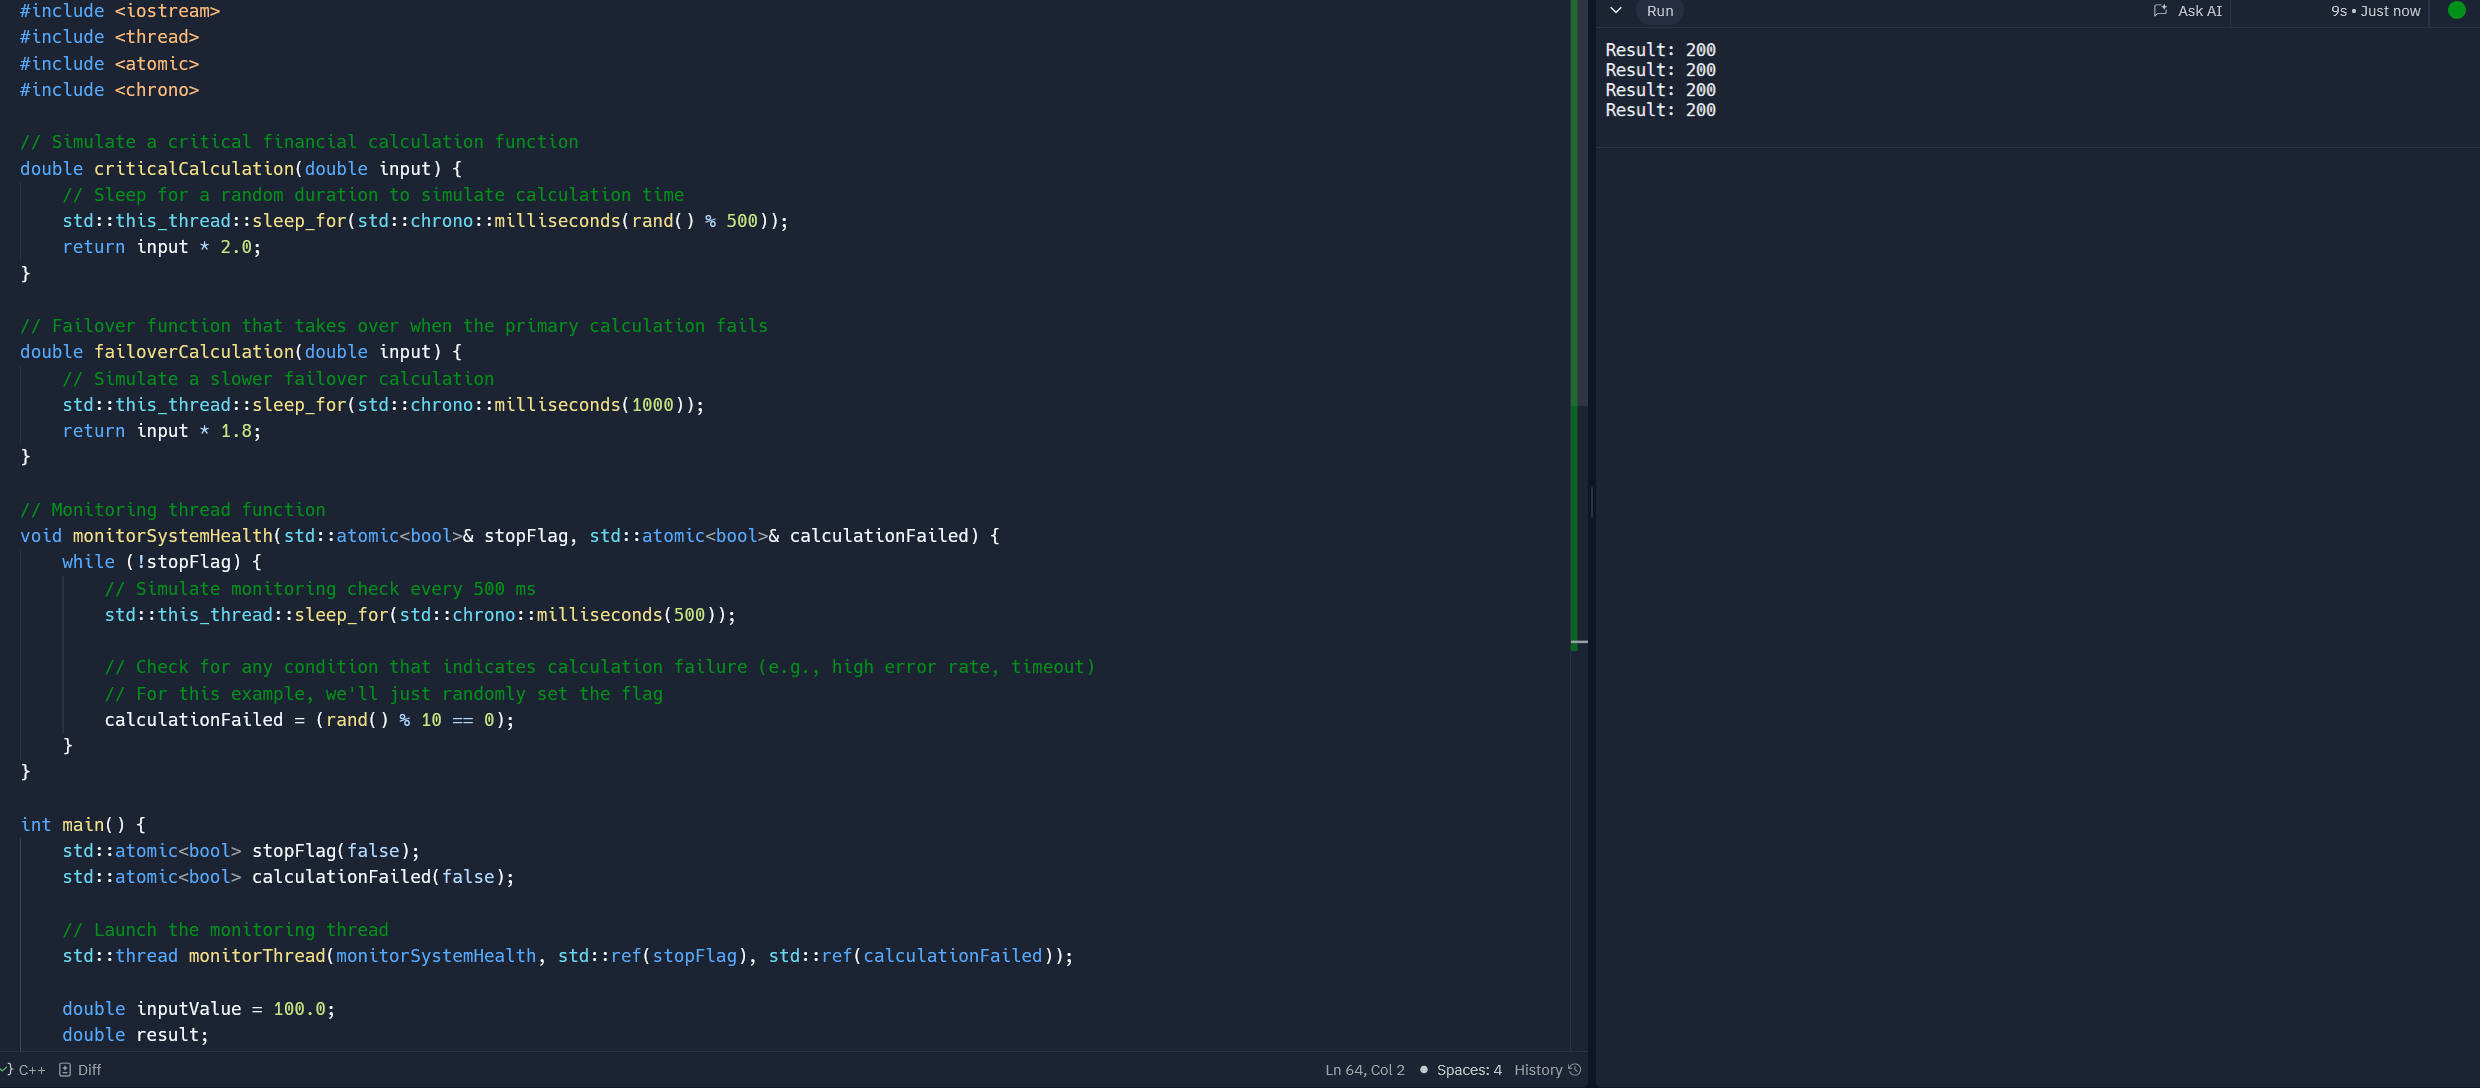 #include <iostream>
#include <thread>
#include <atomic>
#include <chrono>
// Simulate a critical financial calculation function
double criticalCalculation(double input) {
    // Sleep for a random duration to simulate calculation time
    std::this_thread::sleep_for(std::chrono::milliseconds(rand() % 500));
    return input * 2.0;
}
// Failover function that takes over when the primary calculation fails
double failoverCalculation(double input) {
    // Simulate a slower failover calculation
    std::this_thread::sleep_for(std::chrono::milliseconds(1000));
    return input * 1.8;
}
// Monitoring thread function
void monitorSystemHealth(std::atomic<bool>& stopFlag, std::atomic<bool>& calculationFailed) {
    while (!stopFlag) {
        // Simulate monitoring check every 500 ms
        std::this_thread::sleep_for(std::chrono::milliseconds(500));
        // Check for any condition that indicates calculation failure (e.g., high error rate, timeout)
        // For this example, we'll just randomly set the flag
        calculationFailed = (rand() % 10 == 0);
    }
}
int main() {
    std::atomic<bool> stopFlag(false);
    std::atomic<bool> calculationFailed(false);
    // Launch the monitoring thread
    std::thread monitorThread(monitorSystemHealth, std::ref(stopFlag), std::ref(calculationFailed));
    double inputValue = 100.0;
    double result;
C++ Diff
Ln 64, Col 2 • Spaces: 4 History
Run Ask AI 9s • Just now
Result: 200
Result: 200
Result: 200
Result: 200